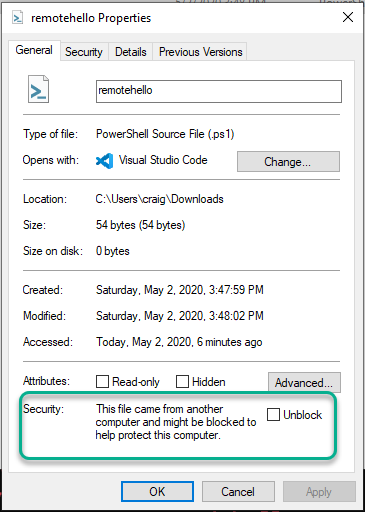 remotehello Properties
General Security Details Previous Versions
remotehello
Type of file: PowerShell Source File (.ps1)
Opens with: Visual Studio Code Change...
Location: C:\Users\craig\Downloads
Size: 54 bytes (54 bytes)
Size on disk: 0 bytes
Created: Saturday, May 2, 2020, 3:47:59 PM
Modified: Saturday, May 2, 2020, 3:48:02 PM
Accessed: Today, May 2, 2020, 6 minutes ago
Attributes: Read-only Hidden Advanced...
Security: This file came from another
computer and might be blocked to
help protect this computer.
Unblock
OK Cancel Apply